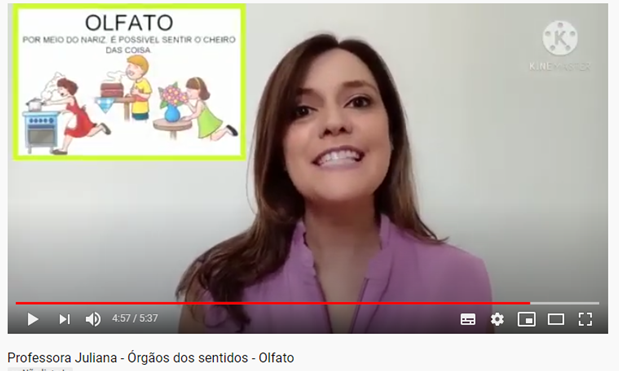 OLFATO
POR MEIO DO NARIZ, É POSSÍVEL SENTIR O CHEIRO
DAS COISA
KINEMASTER
4:57 / 5:37
Professora Juliana - Órgãos dos sentidos - Olfato